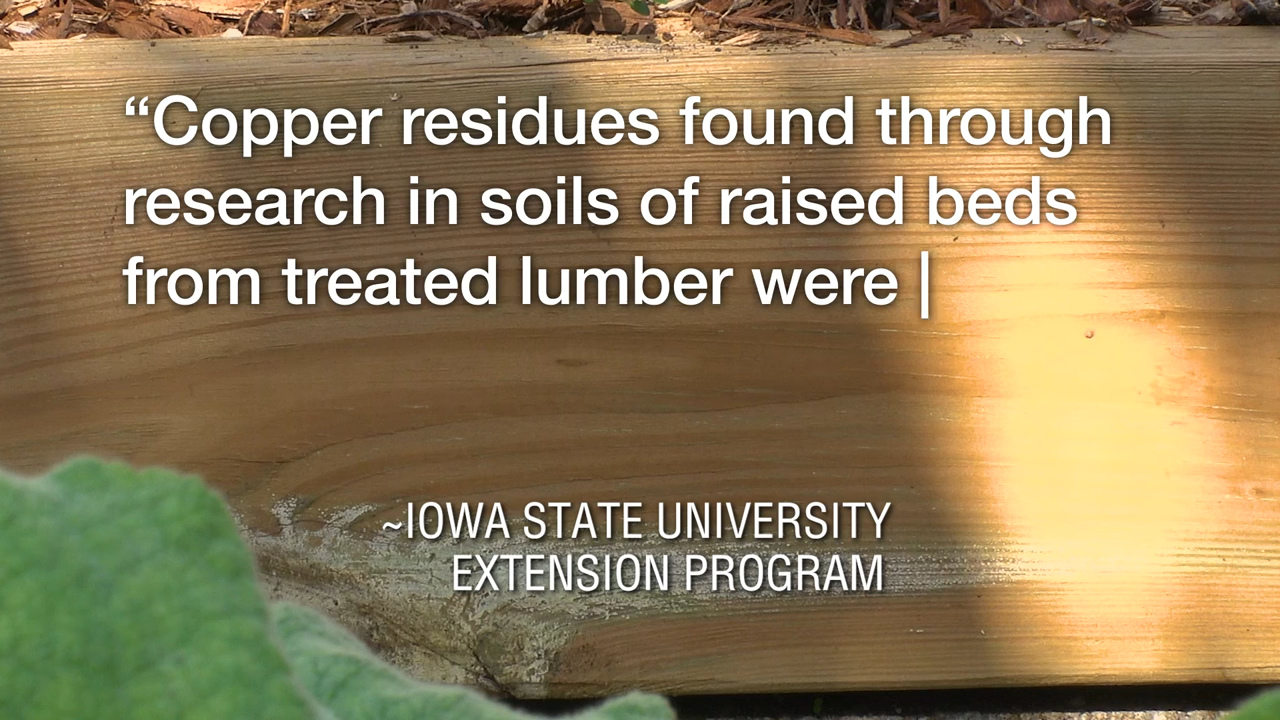 “Copper residues found through
research in soils of raised beds
from treated lumber were |
~IOWA STATE UNIVERSITY
EXTENSION PROGRAM